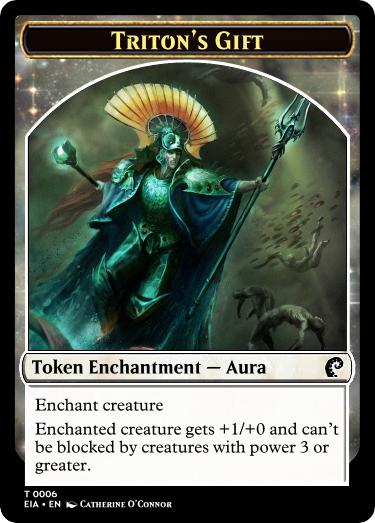 Triton's Gift
Token Enchantment — Aura
Enchant creature
Enchanted creature gets +1/+0 and can't
be blocked by creatures with power 3 or
greater.
T 0006
EIA • EN Catherine O'Connor